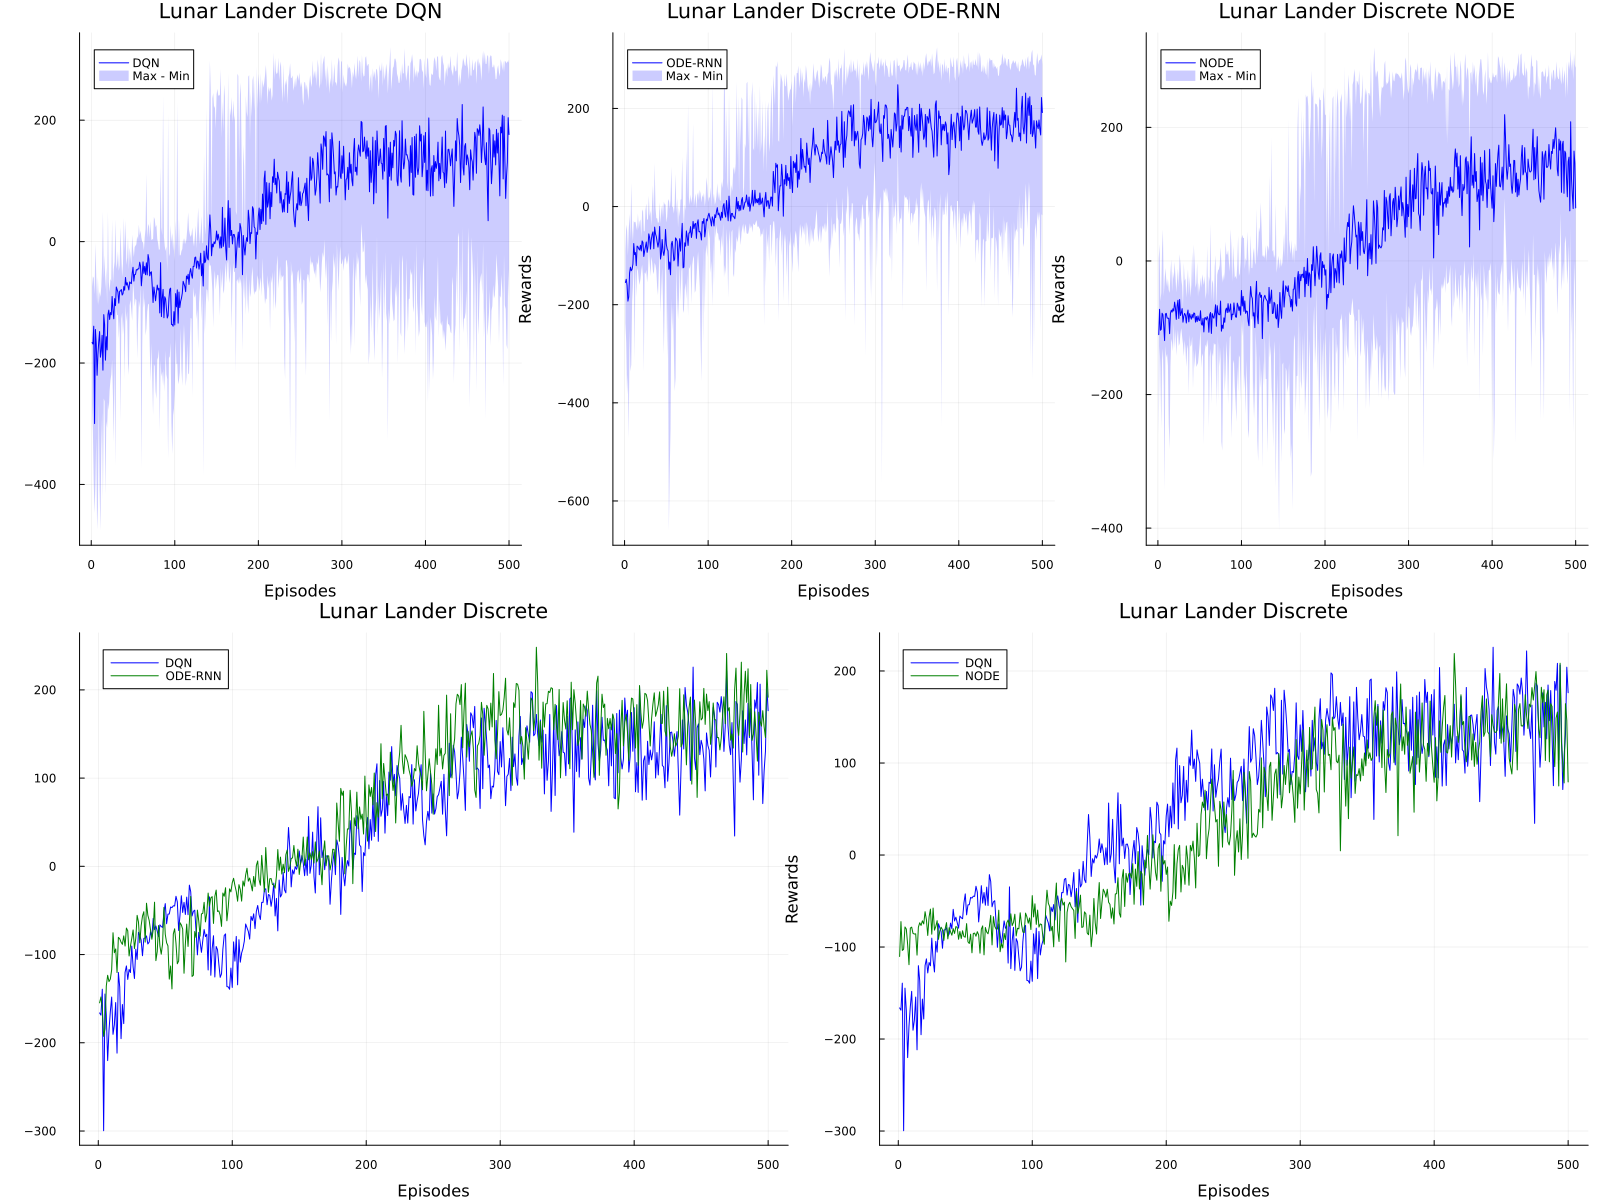 Lunar Lander Discrete DQN
DQN
Max - Min
200
0
−200
−400
0 100 200 300 400 500
Episodes
Lunar Lander Discrete ODE-RNN
ODE-RNN
Max - Min
Rewards
200
0
−200
−400
−600
0 100 200 300 400 500
Episodes
Lunar Lander Discrete NODE
NODE
Max - Min
Rewards
200
0
−200
−400
0 100 200 300 400 500
Episodes
Lunar Lander Discrete
DQN
ODE-RNN
200
100
0
−100
−200
−300
0 100 200 300 400 500
Episodes
Lunar Lander Discrete
DQN
NODE
Rewards
200
100
0
−100
−200
−300
0 100 200 300 400 500
Episodes